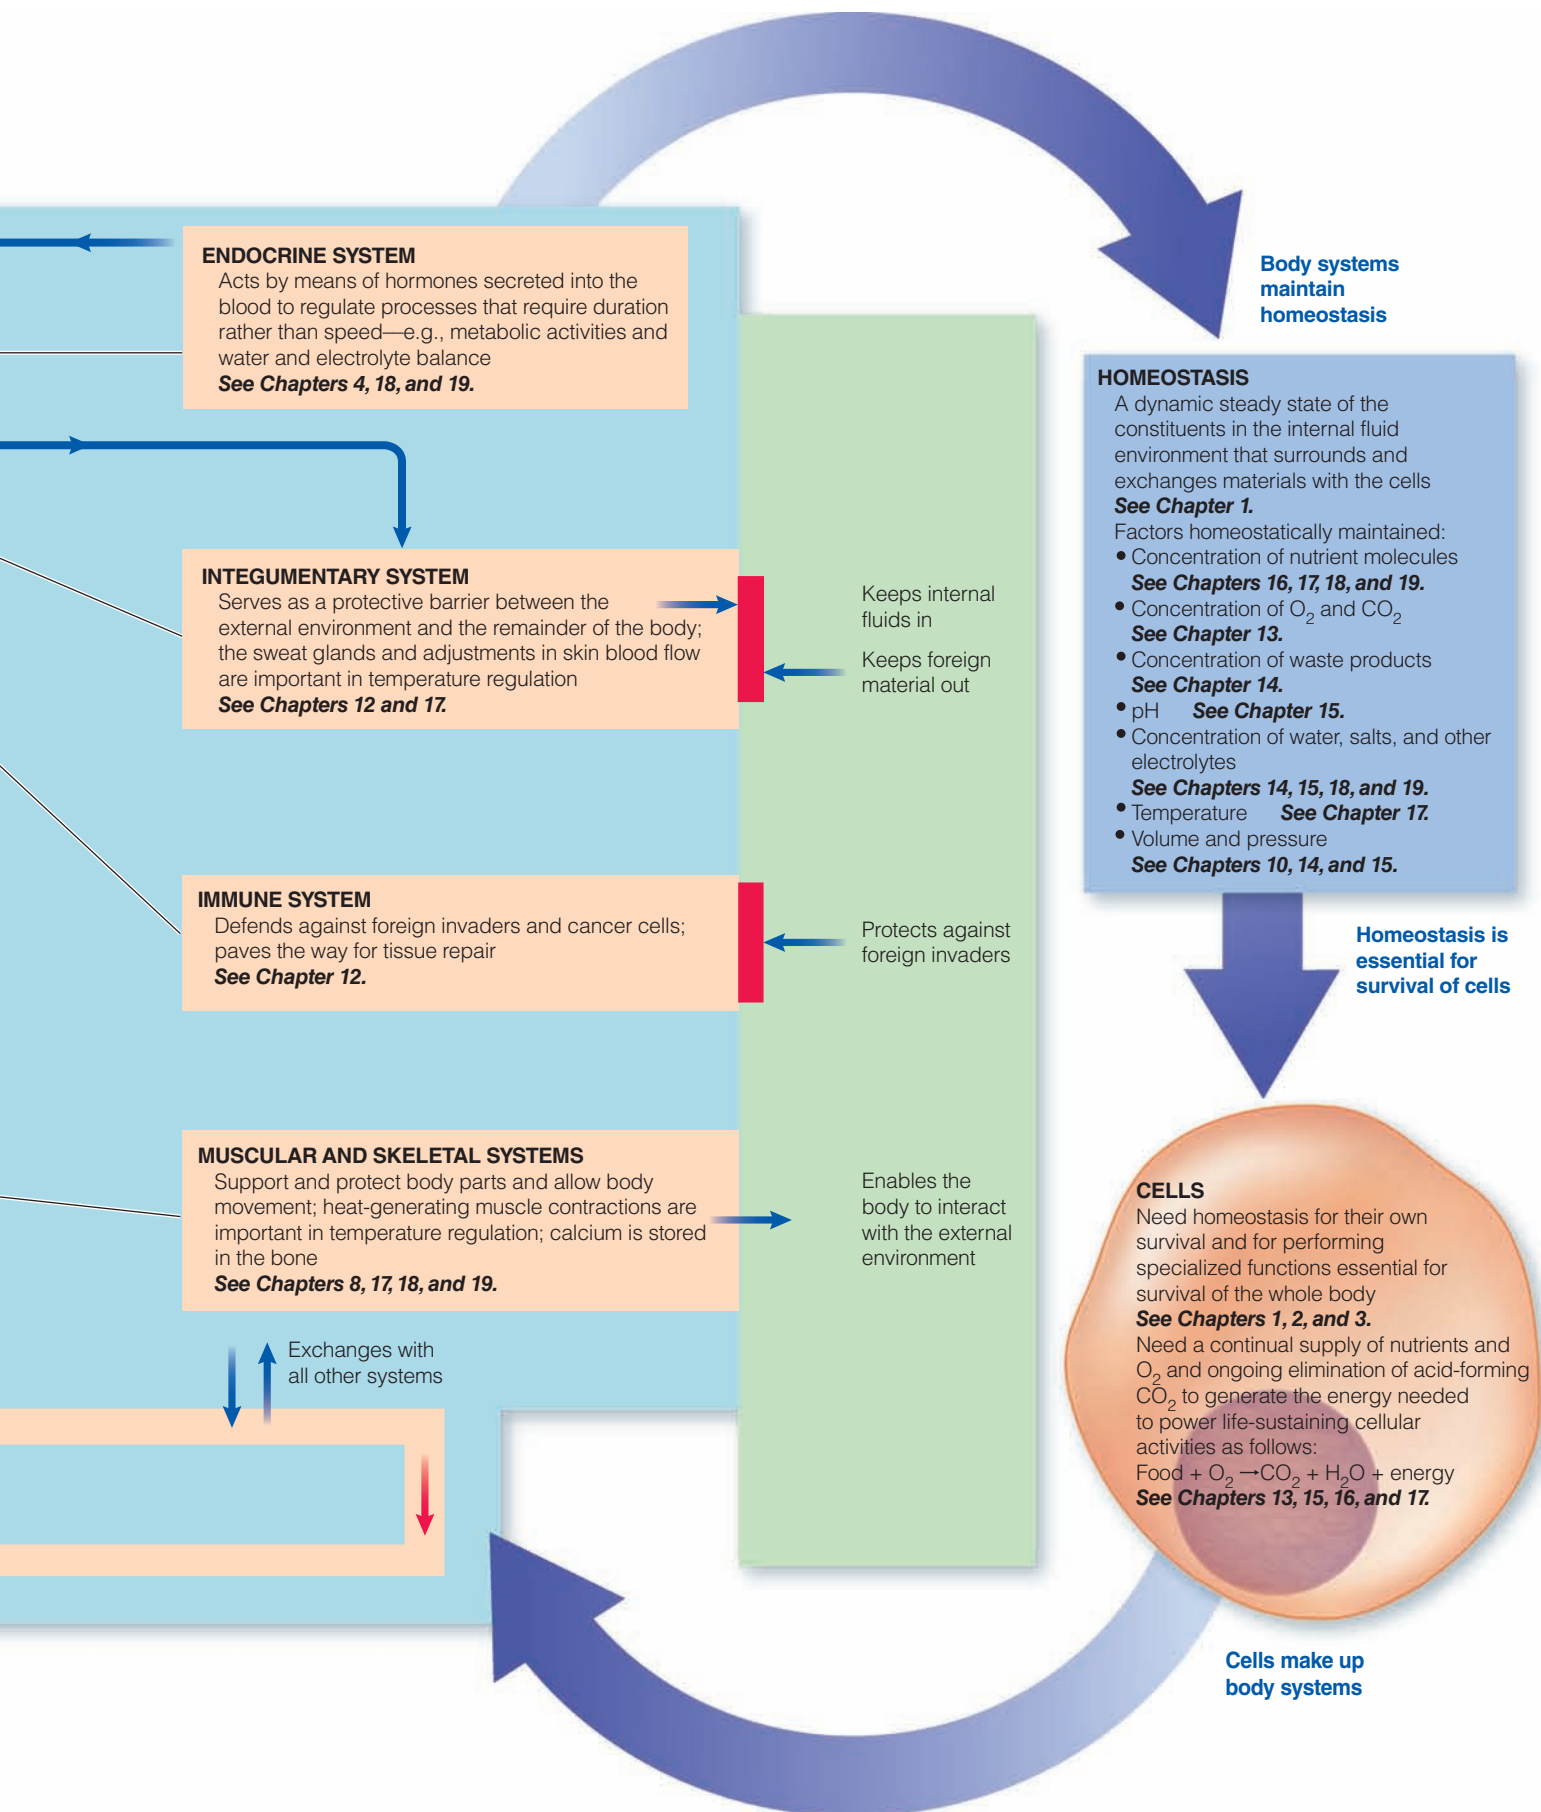 ENDOCRINE SYSTEM
Acts by means of hormones secreted into the
blood to regulate processes that require duration
rather than speed—e.g., metabolic activities and
water and electrolyte balance
See Chapters 4, 18, and 19.
INTEGUMENTARY SYSTEM
Serves as a protective barrier between the
external environment and the remainder of the body;
the sweat glands and adjustments in skin blood flow
are important in temperature regulation
See Chapters 12 and 17.
Keeps internal
fluids in
Keeps foreign
material out
IMMUNE SYSTEM
Defends against foreign invaders and cancer cells;
paves the way for tissue repair
See Chapter 12.
Protects against
foreign invaders
MUSCULAR AND SKELETAL SYSTEMS
Support and protect body parts and allow body
movement; heat-generating muscle contractions are
important in temperature regulation; calcium is stored
in the bone
See Chapters 8, 17, 18, and 19.
Enables the
body to interact
with the external
environment
Exchanges with
all other systems
Body systems
maintain
homeostasis
HOMEOSTASIS
A dynamic steady state of the
constituents in the internal fluid
environment that surrounds and
exchanges materials with the cells
See Chapter 1.
Factors homeostatically maintained:
• Concentration of nutrient molecules
See Chapters 16, 17, 18, and 19.
• Concentration of O₂ and CO₂
See Chapter 13.
• Concentration of waste products
See Chapter 14.
• pH See Chapter 15.
• Concentration of water, salts, and other
electrolytes
See Chapters 14, 15, 18, and 19.
• Temperature See Chapter 17.
• Volume and pressure
See Chapters 10, 14, and 15.
Homeostasis is
essential for
survival of cells
CELLS
Need homeostasis for their own
survival and for performing
specialized functions essential for
survival of the whole body
See Chapters 1, 2, and 3.
Need a continual supply of nutrients and
O₂ and ongoing elimination of acid-forming
CO₂ to generate the energy needed
to power life-sustaining cellular
activities as follows:
Food + O₂ → CO₂ + H₂O + energy
See Chapters 13, 15, 16, and 17.
Cells make up
body systems